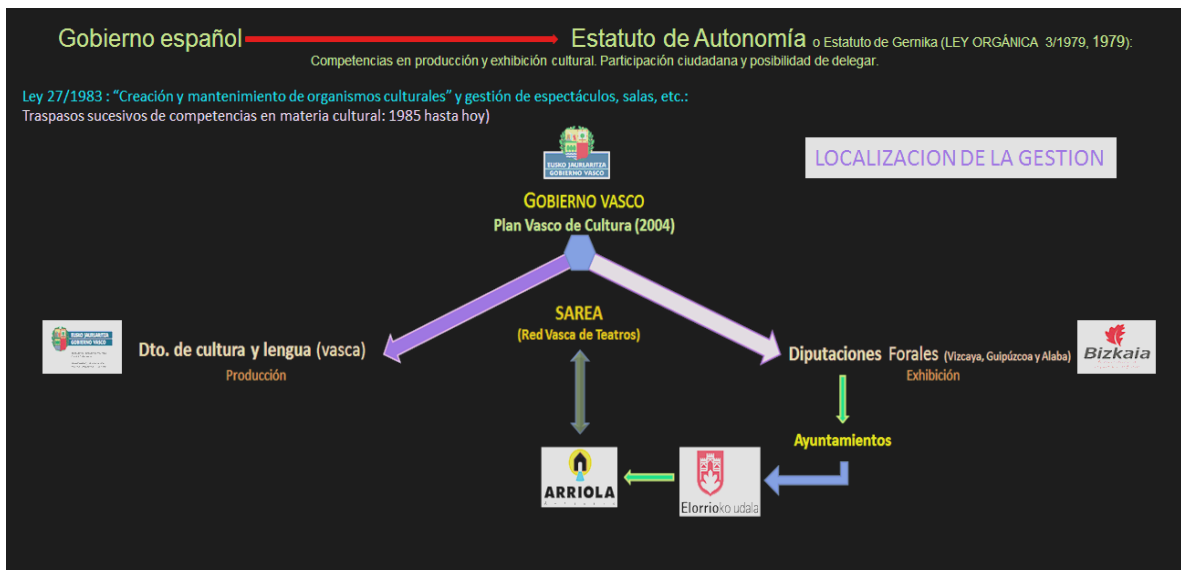 Gobierno español Estatuto de Autonomía o Estatuto de Gernika (LEY ORGÁNICA 3/1979, 1979):
Competencias en producción y exhibición cultural. Participación ciudadana y posibilidad de delegar.
Ley 27/1983 : “Creación y mantenimiento de organismos culturales” y gestión de espectáculos, salas, etc.:
Traspasos sucesivos de competencias en materia cultural: 1985 hasta hoy)
LOCALIZACION DE LA GESTION
EUSKO JAURLARITZA
GOBIERNO VASCO
GOBIERNO VASCO
Plan Vasco de Cultura (2004)
SAREA
(Red Vasca de Teatros)
EUSKO JAURLARITZA
GOBIERNO VASCO
Dto. de cultura y lengua (vasca)
Producción
Diputaciones Forales (Vizcaya, Guipúzcoa y Alaba)
Exhibición
Bizkaia
Ayuntamientos
ARRIOLA
Elorrioko udala